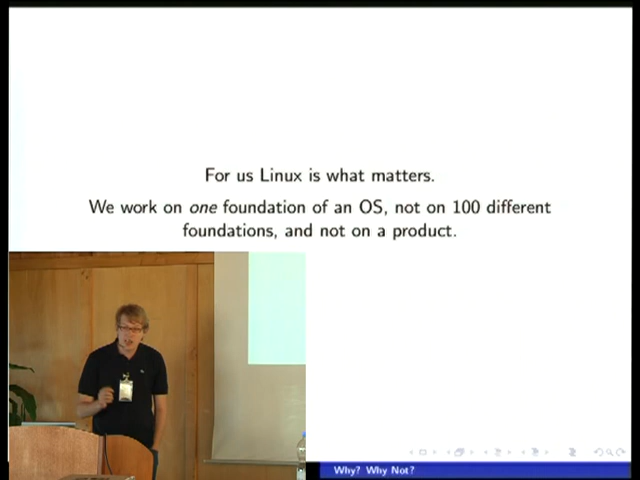 For us Linux is what matters.
We work on one foundation of an OS, not on 100 different
foundations, and not on a product.
Why? Why Not?